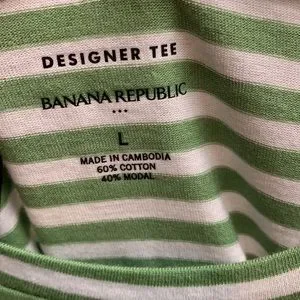 DESIGNER TEE
BANANA REPUBLIC
L
MADE IN CAMBODIA
60% COTTON
40% MODAL